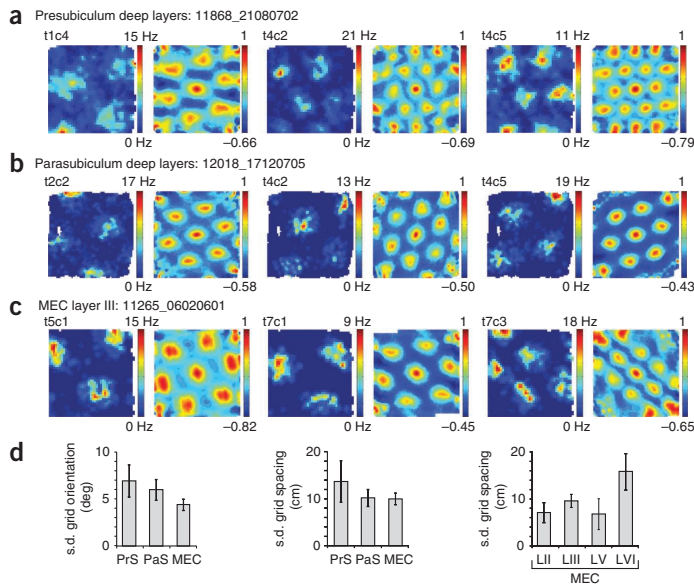 a Presubiculum deep layers: 11868_21080702
t1c4 15 Hz 1 t4c2 21 Hz 1 t4c5 11 Hz 1
0 Hz –0.66 0 Hz –0.69 0 Hz –0.79
b Parasubiculum deep layers: 12018_17120705
t2c2 17 Hz 1 t4c2 13 Hz 1 t4c5 19 Hz 1
0 Hz –0.58 0 Hz –0.50 0 Hz –0.43
c MEC layer III: 11265_06020601
t5c1 15 Hz 1 t7c1 9 Hz 1 t7c3 18 Hz 1
0 Hz –0.82 0 Hz –0.45 0 Hz –0.65
d
s.d. grid orientation
(deg)
10
5
0
PrS PaS MEC
s.d. grid spacing
(cm)
20
10
0
PrS PaS MEC
s.d. grid spacing
(cm)
20
10
0
LII LIII LV LVI
MEC